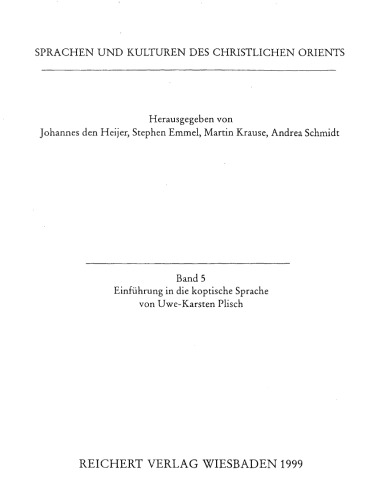 SPRACHEN UND KULTUREN DES CHRISTLICHEN ORIENTS
Herausgegeben von
Johannes den Heijer, Stephen Emmel, Martin Krause, Andrea Schmidt
Band 5
Einführung in die koptische Sprache
von Uwe-Karsten Plisch
REICHERT VERLAG WIESBADEN 1999